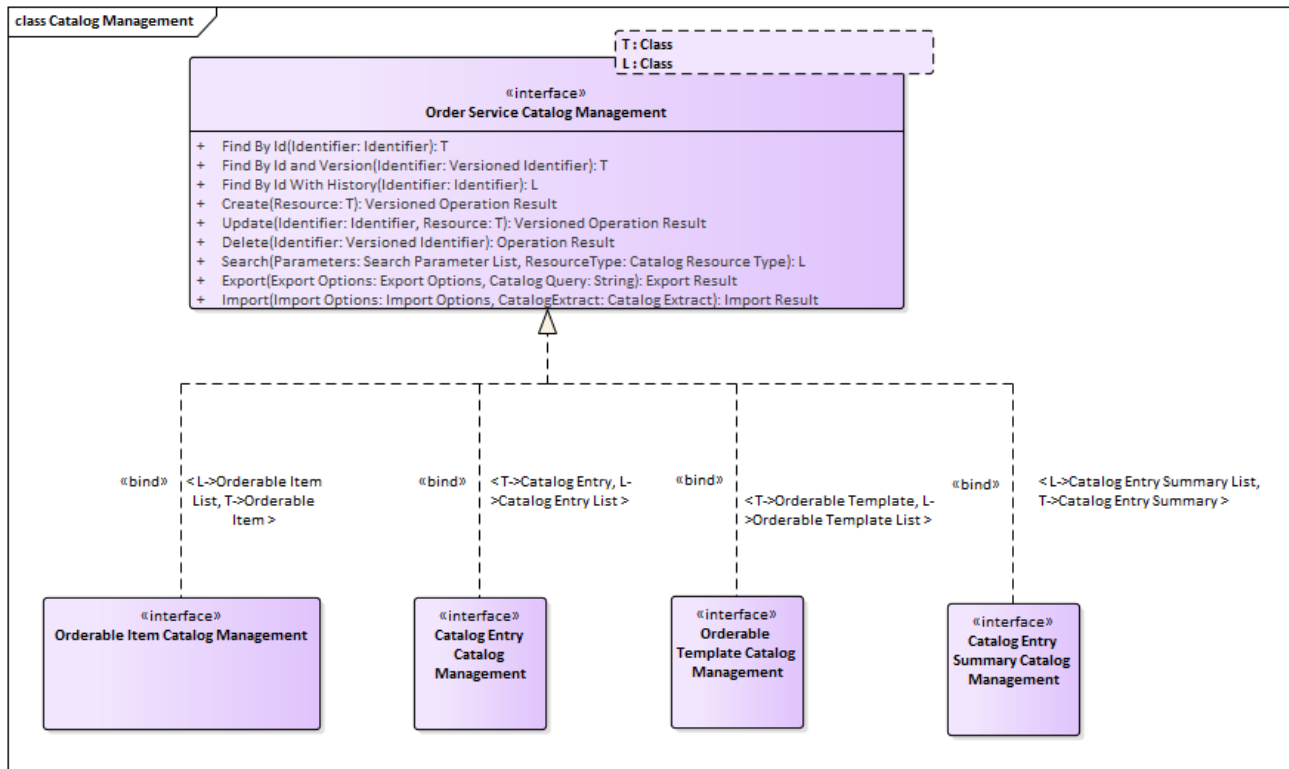 class Catalog Management
T : Class
L : Class
«interface»
Order Service Catalog Management
+ Find By Id(Identifier: Identifier): T
+ Find By Id and Version(Identifier: Versioned Identifier): T
+ Find By Id With History(Identifier: Identifier): L
+ Create(Resource: T): Versioned Operation Result
+ Update(Identifier: Identifier, Resource: T): Versioned Operation Result
+ Delete(Identifier: Versioned Identifier): Operation Result
+ Search(Parameters: Search Parameter List, ResourceType: Catalog Resource Type): L
+ Export(Export Options: Export Options, Catalog Query: String): Export Result
+ Import(Import Options: Import Options, CatalogExtract: Catalog Extract): Import Result
«bind»
< L->Orderable Item
List, T->Orderable
Item >
«bind»
< T->Catalog Entry, L-
>Catalog Entry List >
«bind»
< T->Orderable Template, L-
>Orderable Template List >
«bind»
< L->Catalog Entry Summary List,
T->Catalog Entry Summary >
«interface»
Orderable Item Catalog Management
«interface»
Catalog Entry
Catalog
Management
«interface»
Orderable
Template Catalog
Management
«interface»
Catalog Entry
Summary Catalog
Management